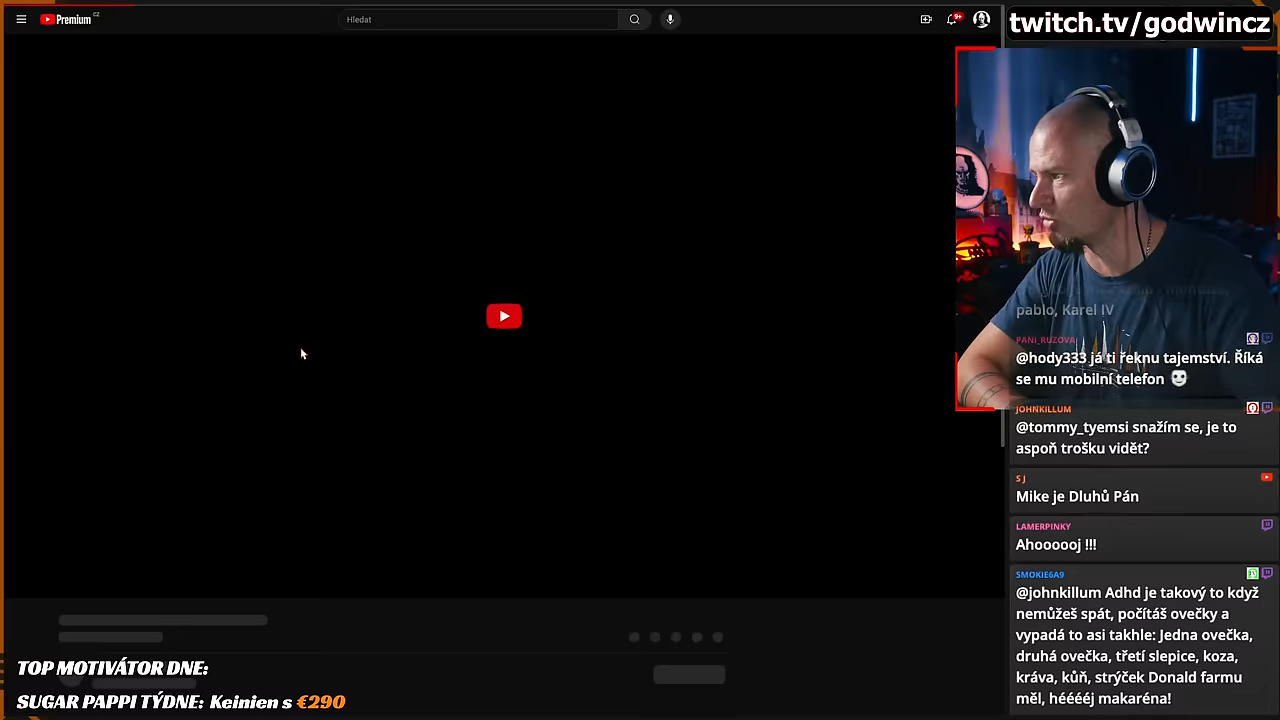 Premium CZ
Hledat
9+
twitch.tv/godwincz
pablo, Karel IV
PANI_RUZOVA
@hody333 já ti řeknu tajemství. Říká
se mu mobilní telefon
JOHNKILLUM
@tommy_tyemsi snažím se, je to
aspoň trošku vidět?
S J
Mike je Dluhů Pán
LAMERPINKY
Ahoooooj !!!
SMOKIE6A9
@johnkillum Adhd je takový to když
nemůžeš spát, počítáš ovečky a
vypadá to asi takhle: Jedna ovečka,
druhá ovečka, třetí slepice, koza,
kráva, kůň, strýček Donald farmu
měl, hééééj makaréna!
TOP MOTIVÁTOR DNE:
SUGAR PAPPI TÝDNE: Keinien s €290